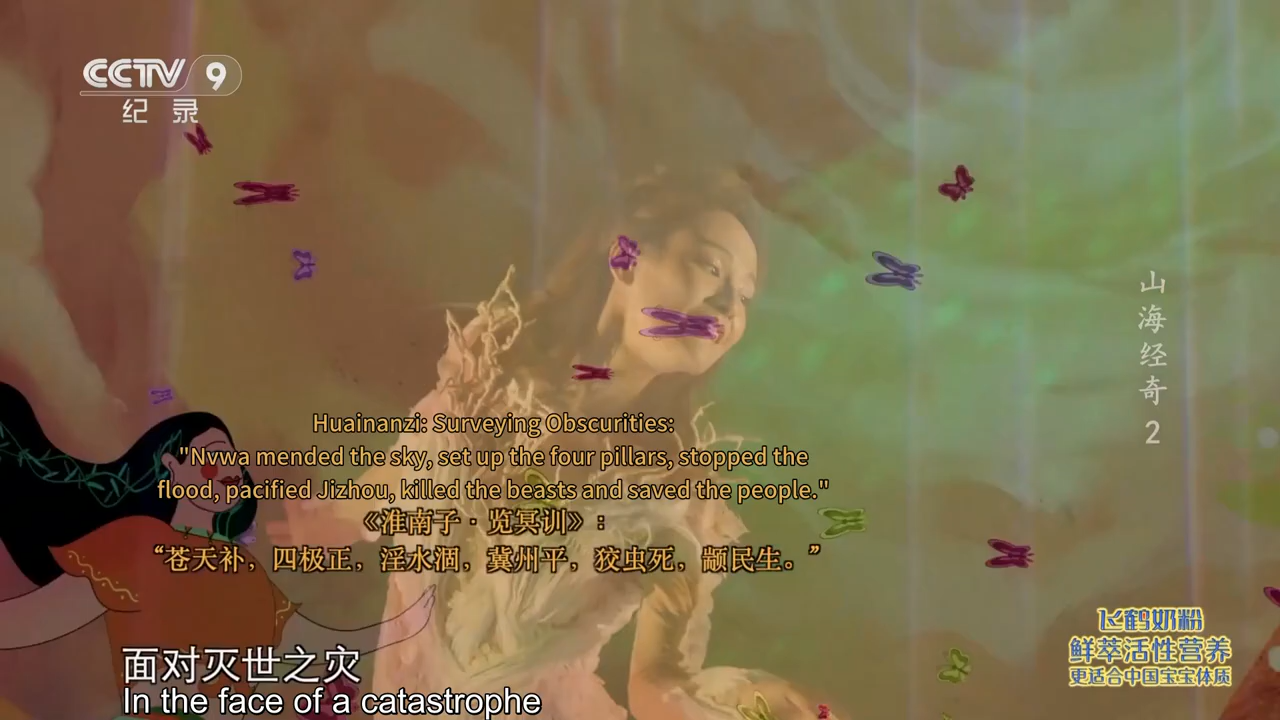 CCTV 9
纪录
山海经奇 2
Huainanzi: Surveying Obscurities:
"Nvwa mended the sky, set up the four pillars, stopped the
flood, pacified Jizhou, killed the beasts and saved the people."
《淮南子·览冥训》:
“苍天补,四极正,淫水涸,冀州平,狡虫死,颛民生。”
飞鹤奶粉
鲜萃活性营养
更适合中国宝宝体质
面对灭世之灾
In the face of a catastrophe